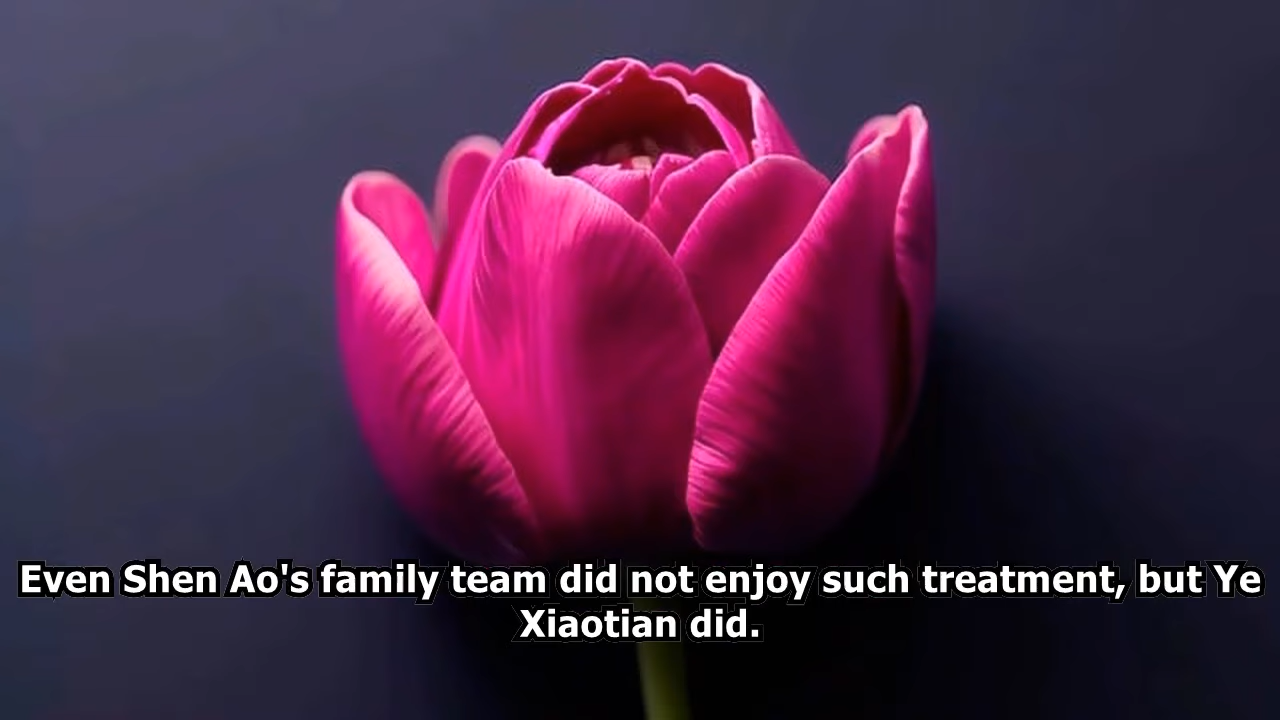 Even Shen Ao's family team did not enjoy such treatment, but Ye
Xiaotian did.